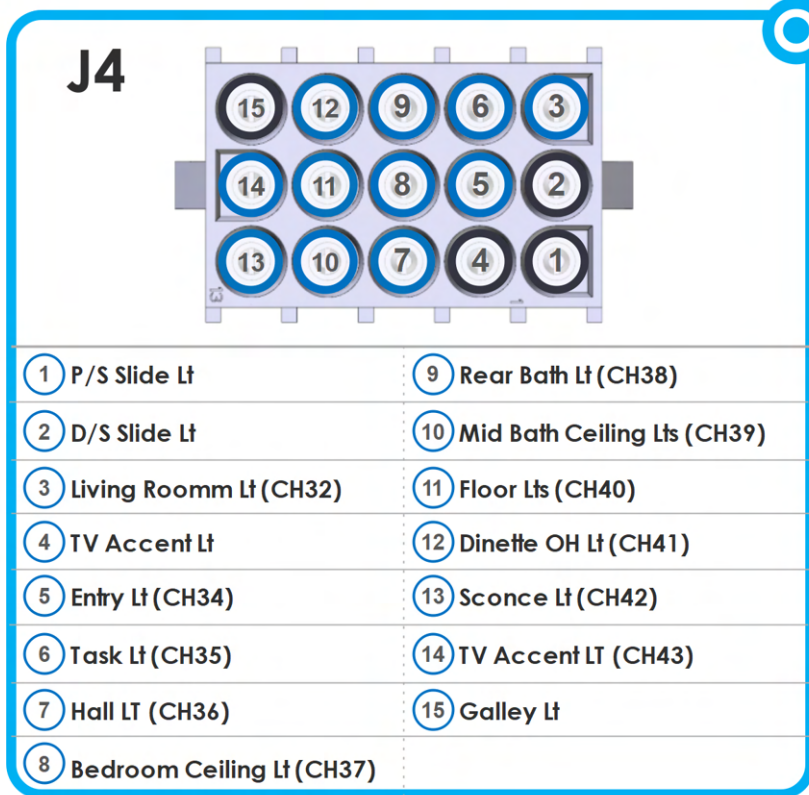 J4
15 12 9 6 3
14 11 8 5 2
13 10 7 4 1
13 1
1 P/S Slide Lt
2 D/S Slide Lt
3 Living Roomm Lt (CH32)
4 TV Accent Lt
5 Entry Lt (CH34)
6 Task Lt (CH35)
7 Hall LT (CH36)
8 Bedroom Ceiling Lt (CH37)
9 Rear Bath Lt (CH38)
10 Mid Bath Ceiling Lts (CH39)
11 Floor Lts (CH40)
12 Dinette OH Lt (CH41)
13 Sconce Lt (CH42)
14 TV Accent LT (CH43)
15 Galley Lt